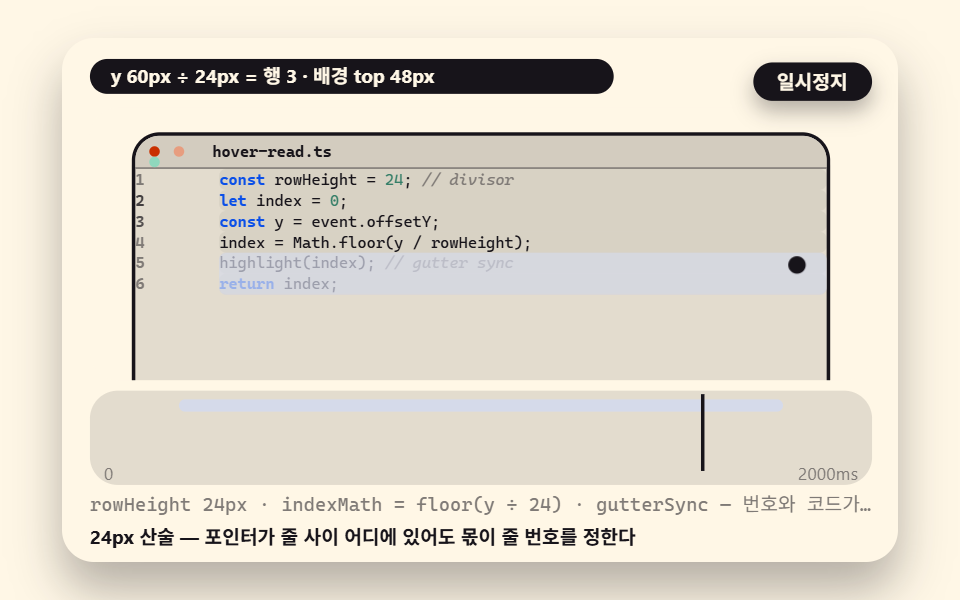 y 60px ÷ 24px = 행 3 · 배경 top 48px
일시정지
hover-read.ts
1 const rowHeight = 24; // divisor
2 let index = 0;
3 const y = event.offsetY;
4 index = Math.floor(y / rowHeight);
5 highlight(index); // gutter sync
6 return index;
0 2000ms
rowHeight 24px · indexMath = floor(y ÷ 24) · gutterSync — 번호와 코드가…
24px 산술 — 포인터가 줄 사이 어디에 있어도 몫이 줄 번호를 정한다